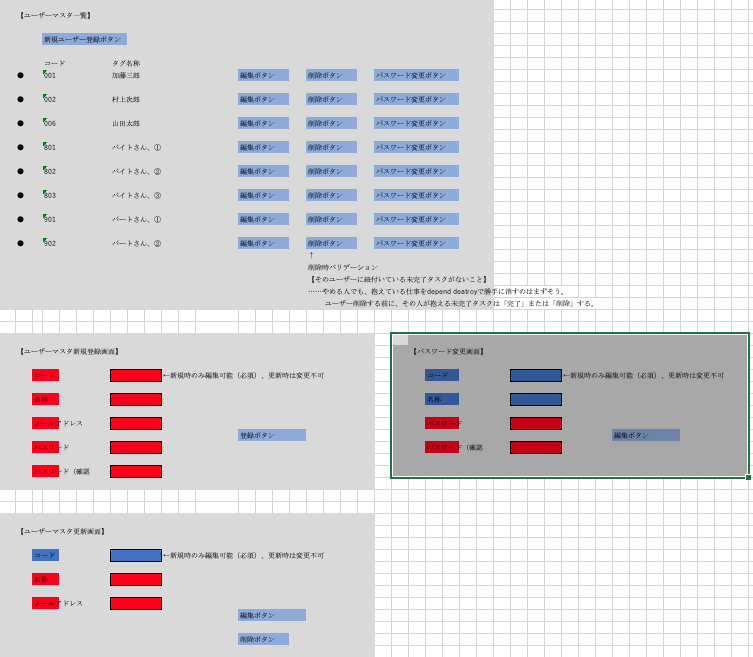 【ユーザーマスタ一覧】
新規ユーザー登録ボタン
コード タグ名称
● 001 加藤三郎 編集ボタン 削除ボタン パスワード変更ボタン
● 002 村上次郎 編集ボタン 削除ボタン パスワード変更ボタン
● 006 山田太郎 編集ボタン 削除ボタン パスワード変更ボタン
● 801 バイトさん、① 編集ボタン 削除ボタン パスワード変更ボタン
● 802 バイトさん、② 編集ボタン 削除ボタン パスワード変更ボタン
● 803 バイトさん、③ 編集ボタン 削除ボタン パスワード変更ボタン
● 901 パートさん、① 編集ボタン 削除ボタン パスワード変更ボタン
● 902 パートさん、② 編集ボタン 削除ボタン パスワード変更ボタン
↑
削除時バリデーション
【そのユーザーに紐付いている未完了タスクがないこと】
……やめる人でも、抱えている仕事をdepend deatroyで勝手に消すのはまずそう。
ユーザー削除する前に、その人が抱える未完了タスクは「完了」または「削除」する。
【ユーザーマスタ新規登録画面】
コード ←新規時のみ編集可能（必須）、更新時は変更不可
名称
メールアドレス
登録ボタン
パスワード
パスワード（確認
【パスワード変更画面】
コード ←新規時のみ編集可能（必須）、更新時は変更不可
名称
パスワード
編集ボタン
パスワード（確認
【ユーザーマスタ更新画面】
コード ←新規時のみ編集可能（必須）、更新時は変更不可
名称
メールアドレス
編集ボタン
削除ボタン